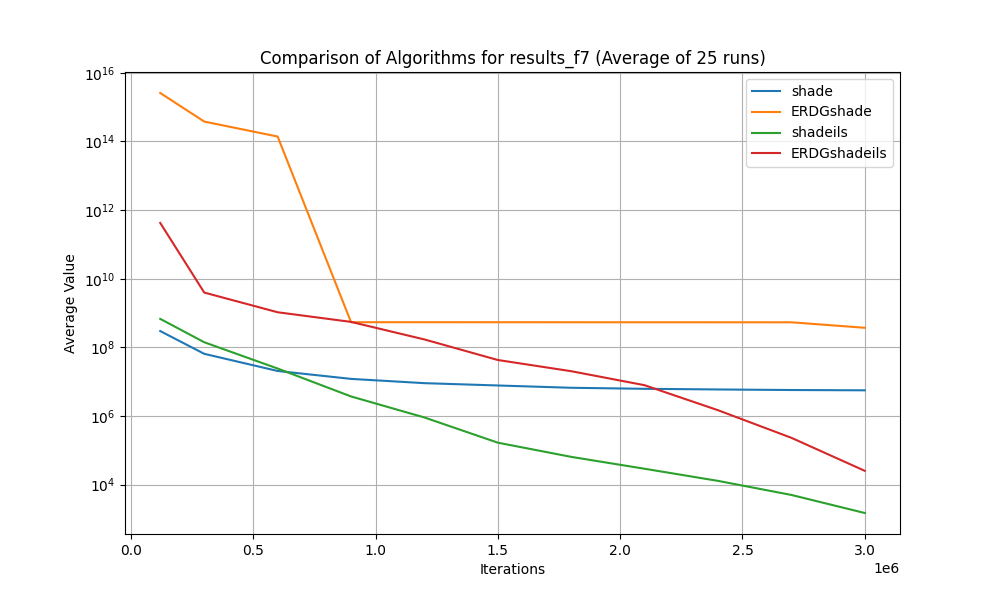 Comparison of Algorithms for results_f7 (Average of 25 runs)
10^16
10^14
10^12
10^10
10^8
10^6
10^4
Average Value
shade
ERDGshade
shadeils
ERDGshadeils
0.0 0.5 1.0 1.5 2.0 2.5 3.0
1e6
Iterations